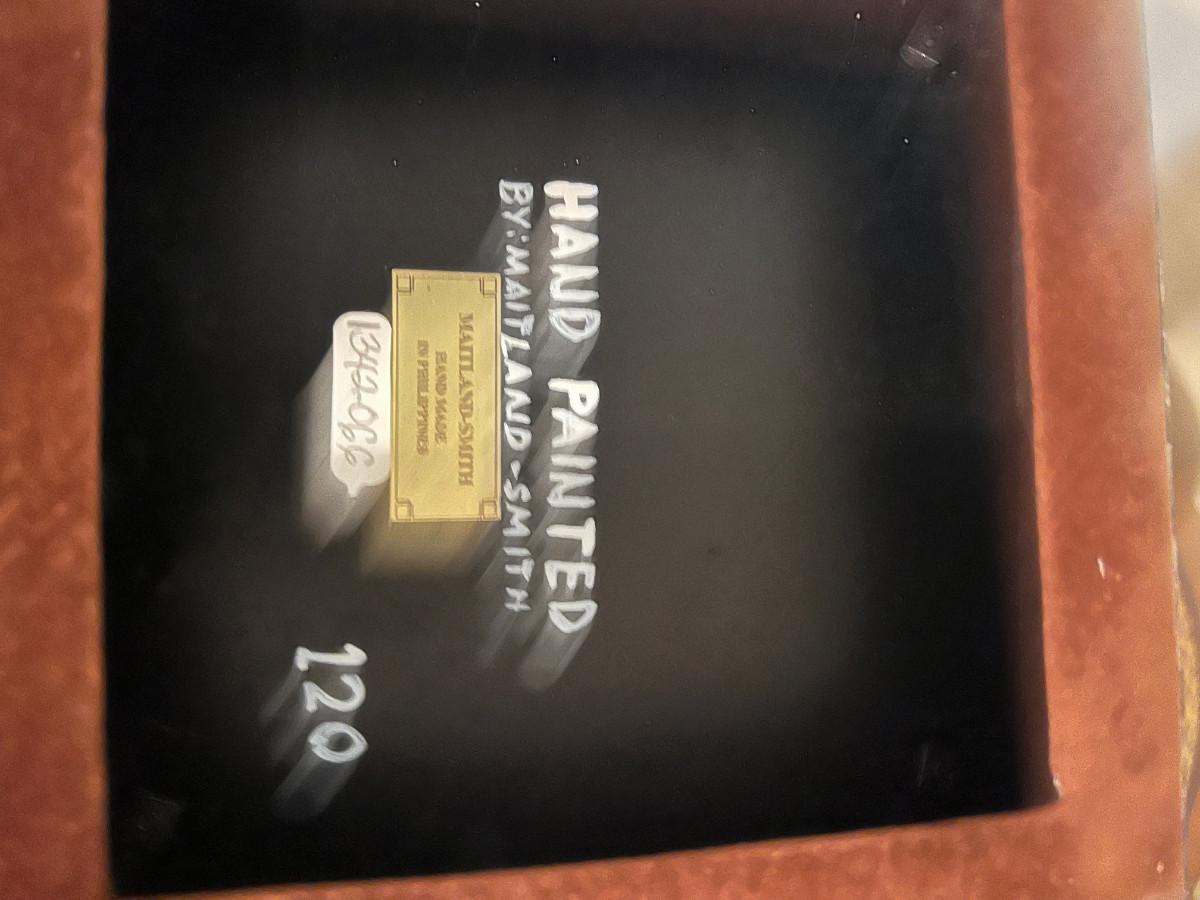 HAND PAINTED
BY: MAITLAND-SMITH
MAITLAND-SMITH
HAND MADE
IN PHILIPPINES
1342-066
120